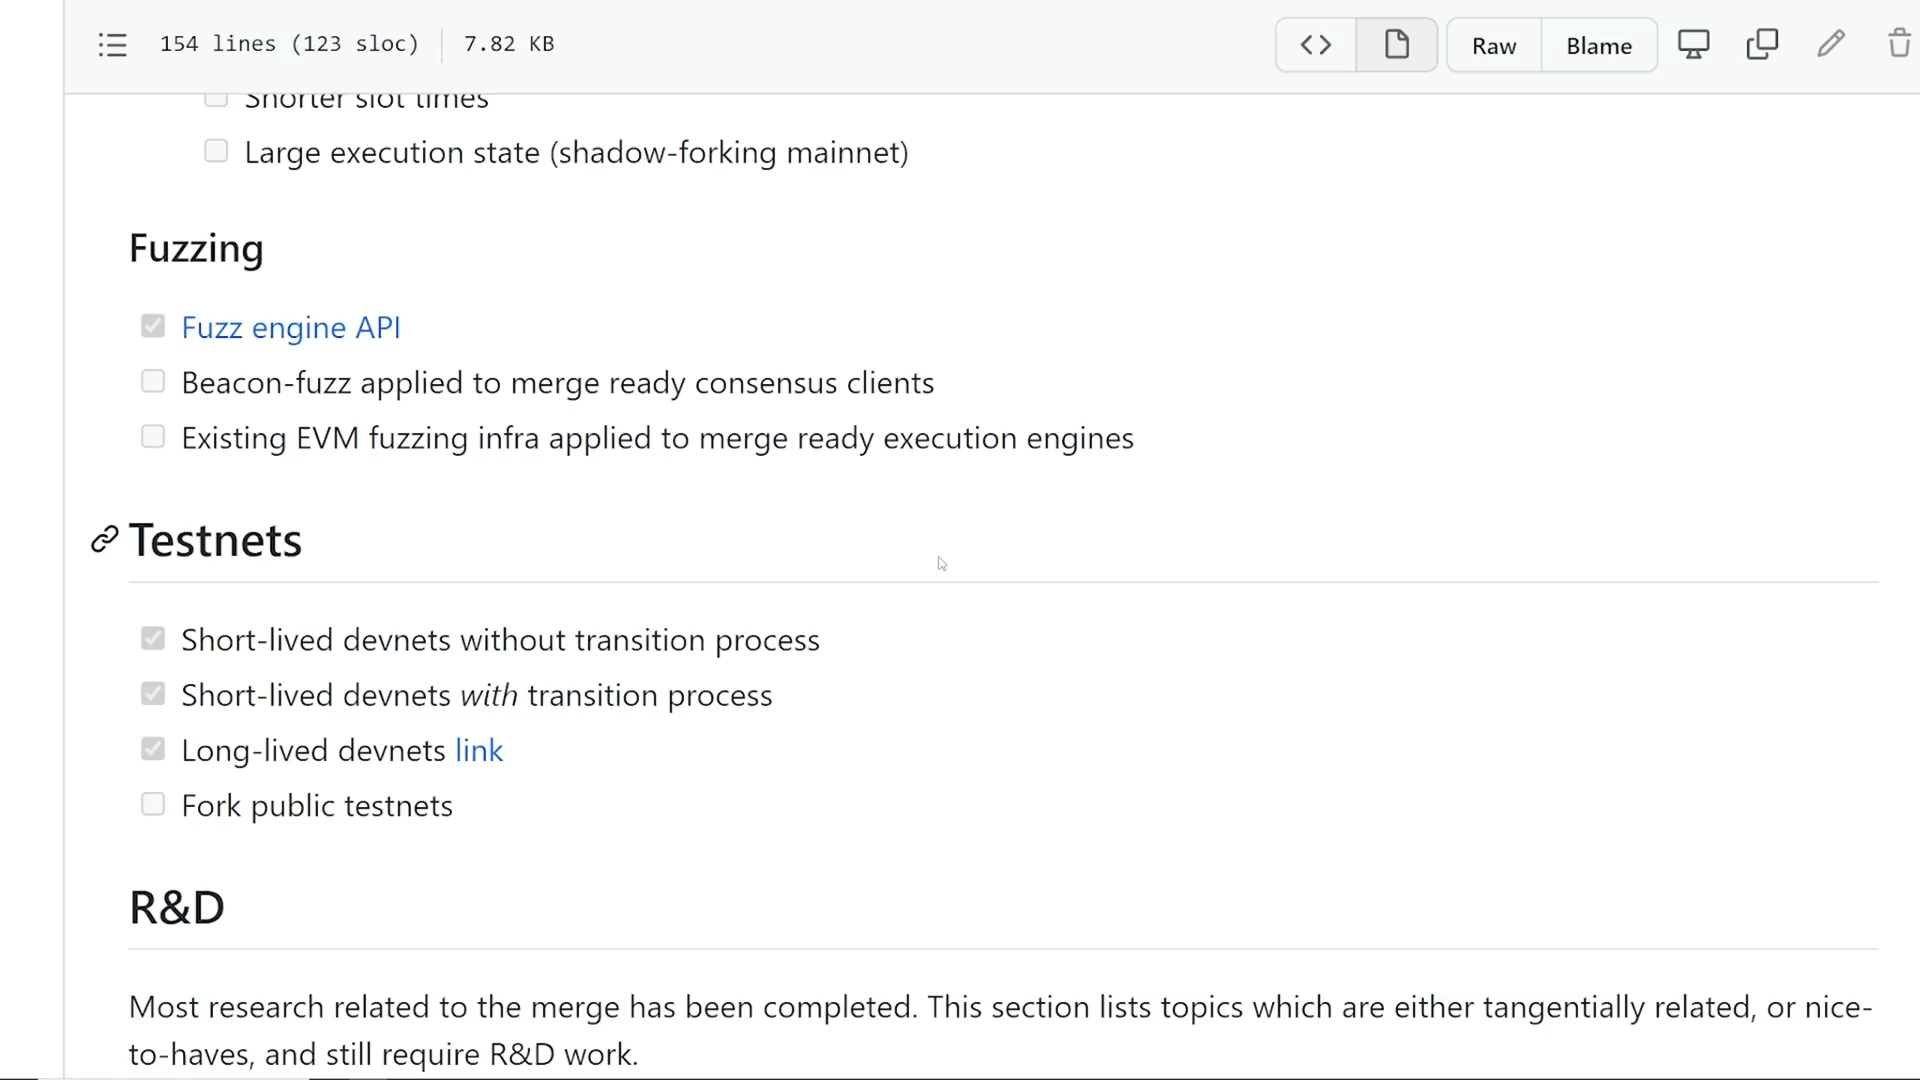 154 lines (123 sloc) 7.82 KB
Raw Blame
Shorter slot times
Large execution state (shadow-forking mainnet)
Fuzzing
Fuzz engine API
Beacon-fuzz applied to merge ready consensus clients
Existing EVM fuzzing infra applied to merge ready execution engines
Testnets
Short-lived devnets without transition process
Short-lived devnets with transition process
Long-lived devnets link
Fork public testnets
R&D
Most research related to the merge has been completed. This section lists topics which are either tangentially related, or nice-
to-haves, and still require R&D work.